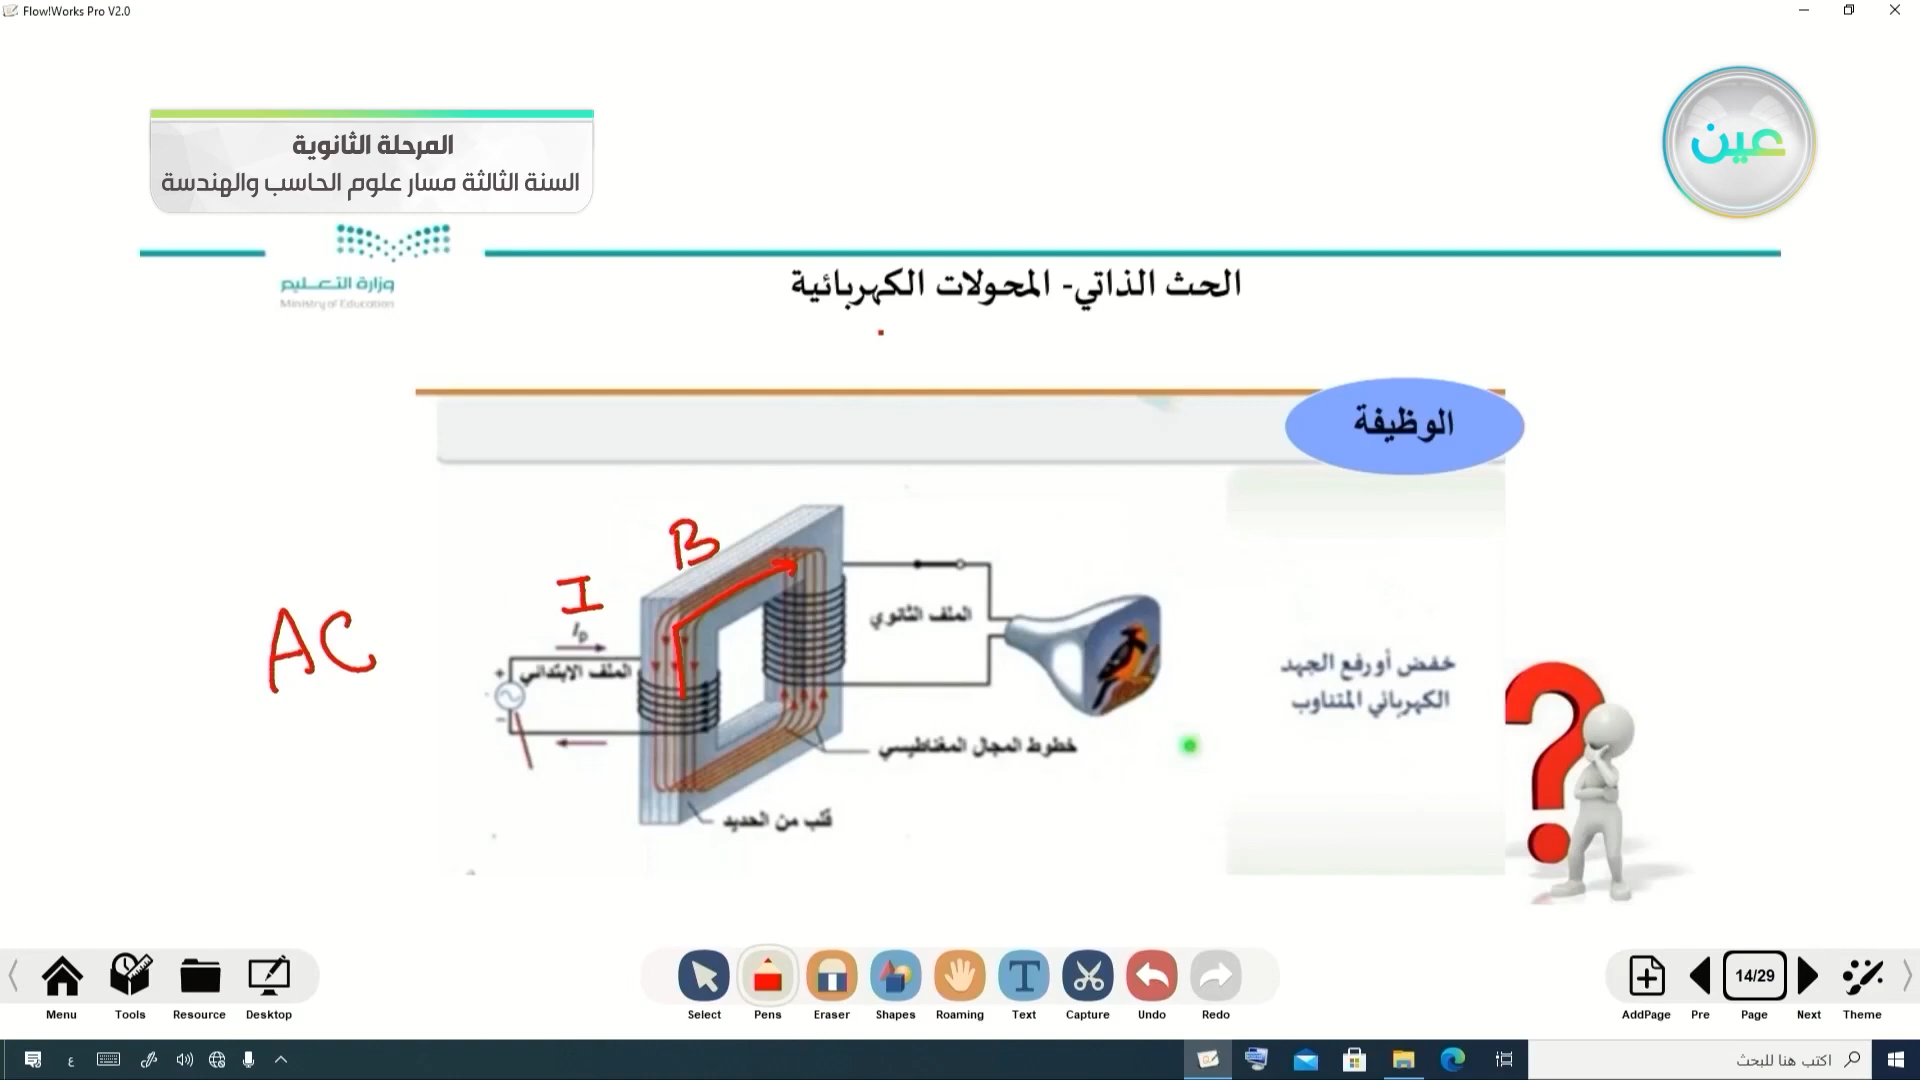 Flow!Works Pro V2.0
المرحلة الثانوية
السنة الثالثة مسار علوم الحاسب والهندسة
عين
وزارة التعليم
Ministry of Education
الحث الذاتي- المحولات الكهربائية
الوظيفة
B
I
AC
Ip
الملف الابتدائي
+
-
الملف الثانوي
خطوط المجال المغناطيسي
قلب من الحديد
خفض أو رفع الجهد
الكهربائي المتناوب
?
Menu
Tools
Resource
Desktop
Select
Pens
Eraser
Shapes
Roaming
T
Text
Capture
Undo
Redo
AddPage
Pre
14/29
Page
Next
Theme
ع
اكتب هنا للبحث